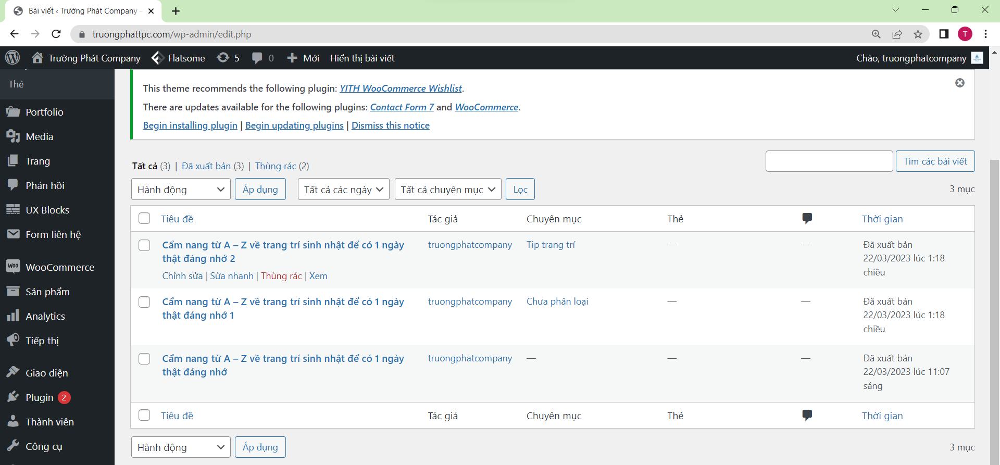 Bài viết ‹ Trường Phát Company -
truongphattpc.com/wp-admin/edit.php
T
Trường Phát Company
Flatsome
5
0
Mới
Hiển thị bài viết
Chào, truongphatcompany
Thẻ
Portfolio
Media
Trang
Phản hồi
UX Blocks
Form liên hệ
WooCommerce
Sản phẩm
Analytics
Tiếp thị
Giao diện
Plugin 2
Thành viên
Công cụ
This theme recommends the following plugin: YITH WooCommerce Wishlist.
There are updates available for the following plugins: Contact Form 7 and WooCommerce.
Begin installing plugin | Begin updating plugins | Dismiss this notice
Tất cả (3) | Đã xuất bản (3) | Thùng rác (2)
Tìm các bài viết
Hành động
Áp dụng
Tất cả các ngày
Tất cả chuyên mục
Lọc
3 mục
Tiêu đề
Tác giả
Chuyên mục
Thẻ
Thời gian
Cẩm nang từ A – Z về trang trí sinh nhật để có 1 ngày
thật đáng nhớ 2
Chỉnh sửa | Sửa nhanh | Thùng rác | Xem
truongphatcompany
Tip trang trí
—
—
Đã xuất bản
22/03/2023 lúc 1:18
chiều
Cẩm nang từ A – Z về trang trí sinh nhật để có 1 ngày
thật đáng nhớ 1
truongphatcompany
Chưa phân loại
—
—
Đã xuất bản
22/03/2023 lúc 1:18
chiều
Cẩm nang từ A – Z về trang trí sinh nhật để có 1 ngày
thật đáng nhớ
truongphatcompany
—
—
—
Đã xuất bản
22/03/2023 lúc 11:07
sáng
Tiêu đề
Tác giả
Chuyên mục
Thẻ
Thời gian
Hành động
Áp dụng
3 mục